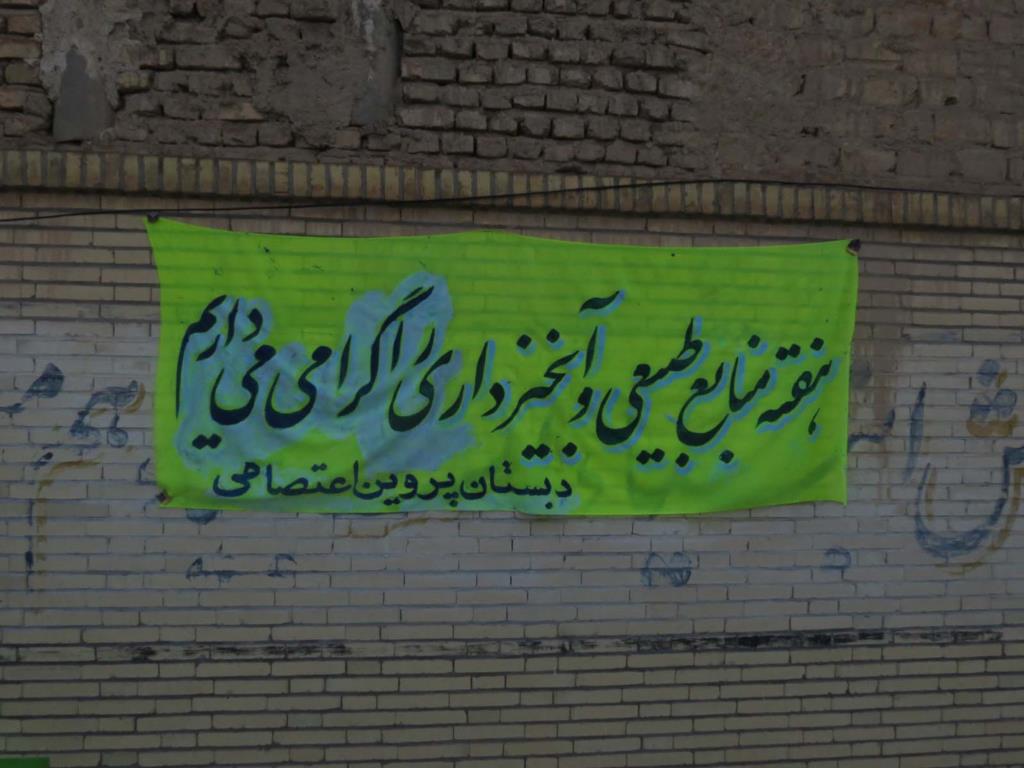 هفته منابع طبیعی و آبخیزداری را گرامی می داریم
دبستان پروین اعتصامی